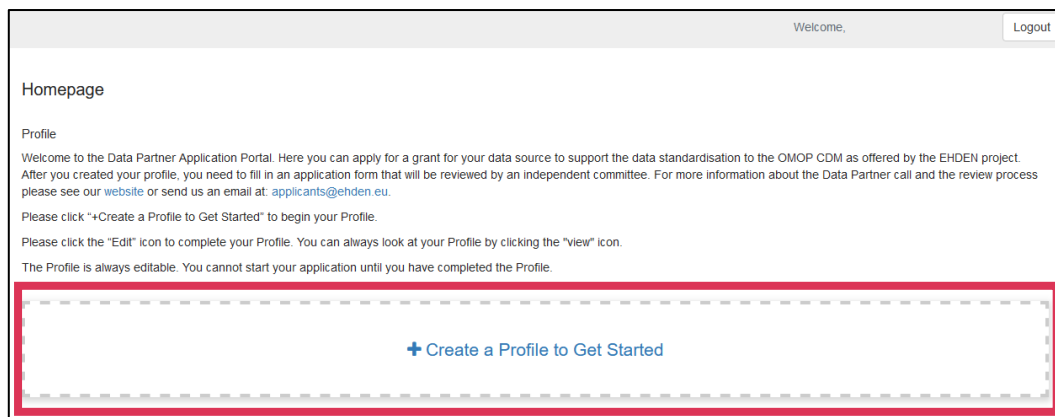 Welcome,
Logout
Homepage
Profile
Welcome to the Data Partner Application Portal. Here you can apply for a grant for your data source to support the data standardisation to the OMOP CDM as offered by the EHDEN project.
After you created your profile, you need to fill in an application form that will be reviewed by an independent committee. For more information about the Data Partner call and the review process
please see our website or send us an email at: applicants@ehden.eu.
Please click “+Create a Profile to Get Started” to begin your Profile.
Please click the “Edit” icon to complete your Profile. You can always look at your Profile by clicking the "view" icon.
The Profile is always editable. You cannot start your application until you have completed the Profile.
+ Create a Profile to Get Started